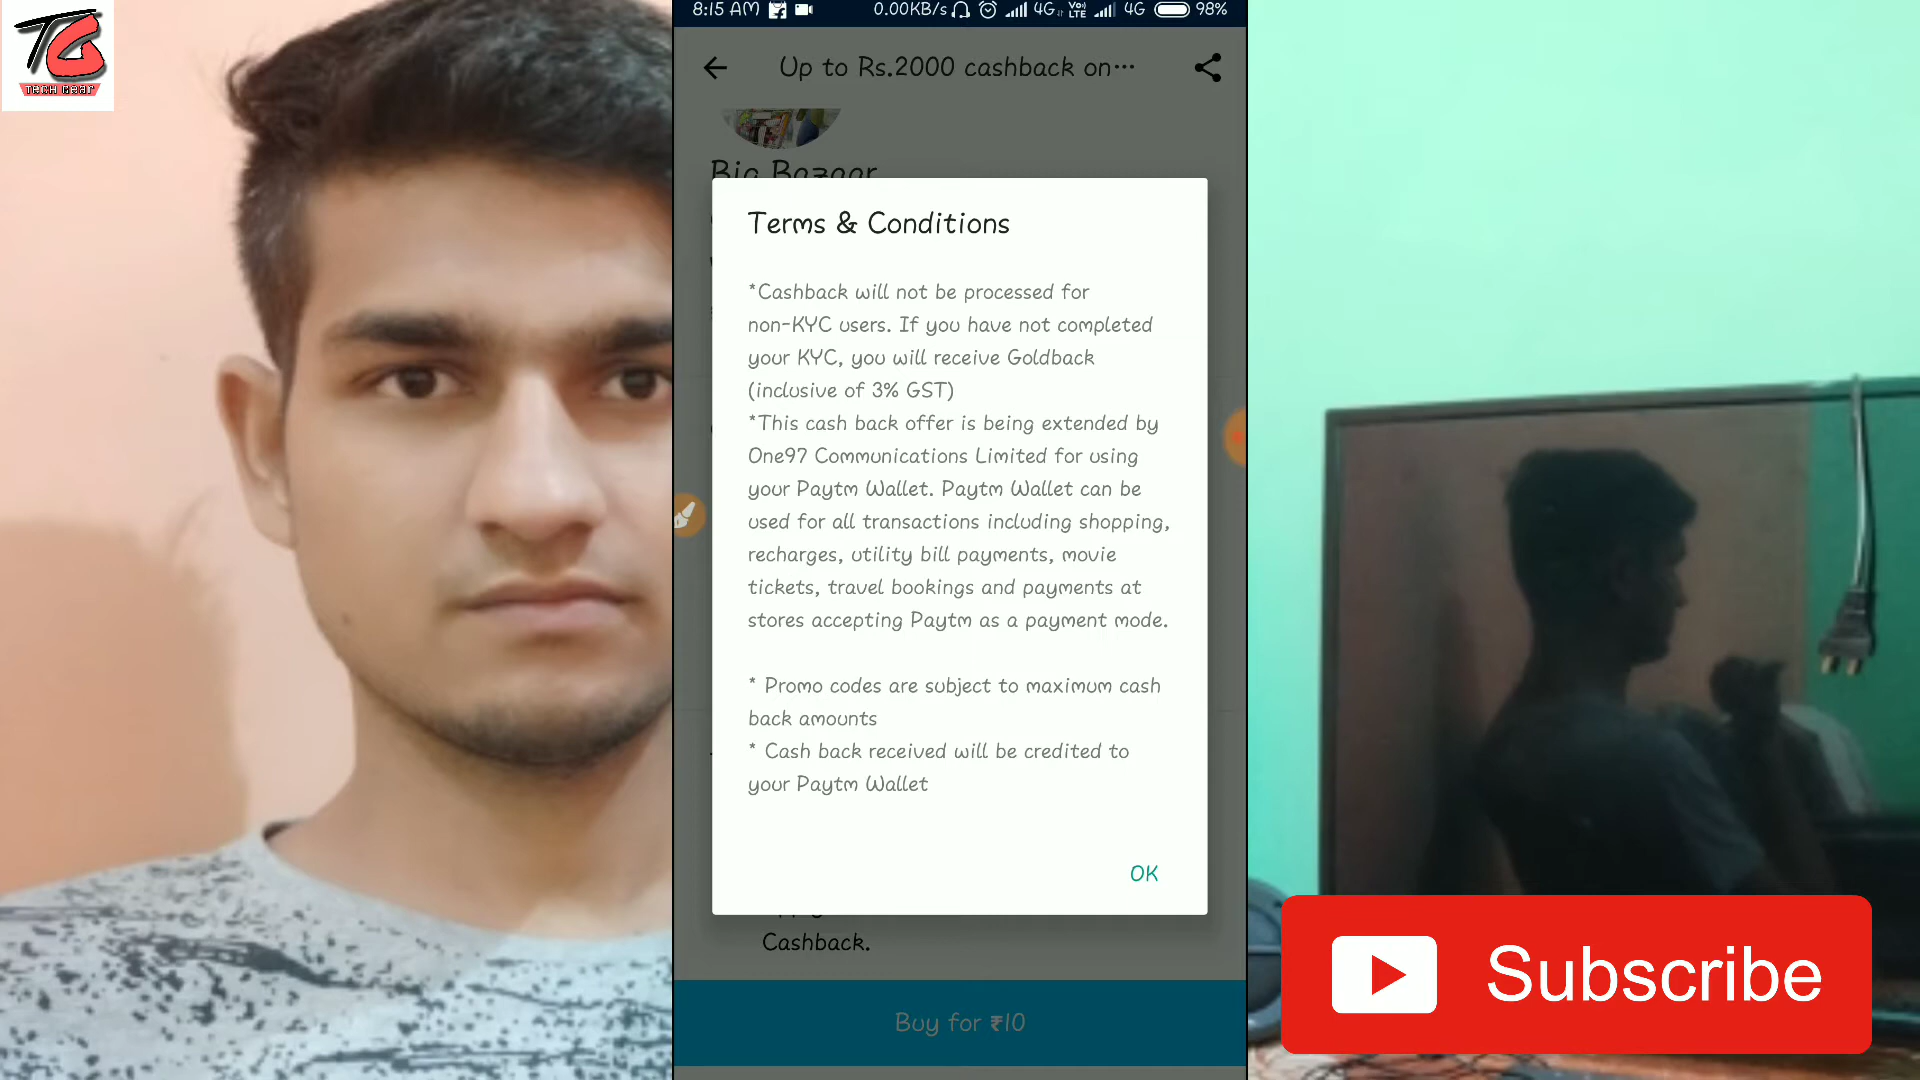 TG
TECH GEAR
8:15 AM 0.00KB/s 4G Vo) LTE 4G 98%
Up to Rs.2000 cashback on···
Big Bazaar
Terms & Conditions
*Cashback will not be processed for
non-KYC users. If you have not completed
your KYC, you will receive Goldback
(inclusive of 3% GST)
*This cash back offer is being extended by
One97 Communications Limited for using
your Paytm Wallet. Paytm Wallet can be
used for all transactions including shopping,
recharges, utility bill payments, movie
tickets, travel bookings and payments at
stores accepting Paytm as a payment mode.
* Promo codes are subject to maximum cash
back amounts
* Cash back received will be credited to
your Paytm Wallet
OK
Cashback.
Buy for ₹10
Subscribe